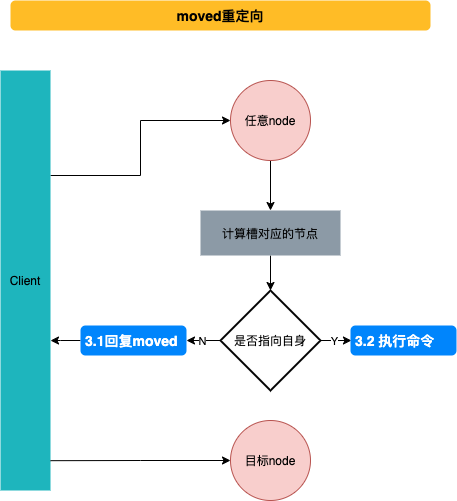 moved重定向
任意node
计算槽对应的节点
Client
3.1回复moved
N
是否指向自身
Y
3.2 执行命令
目标node